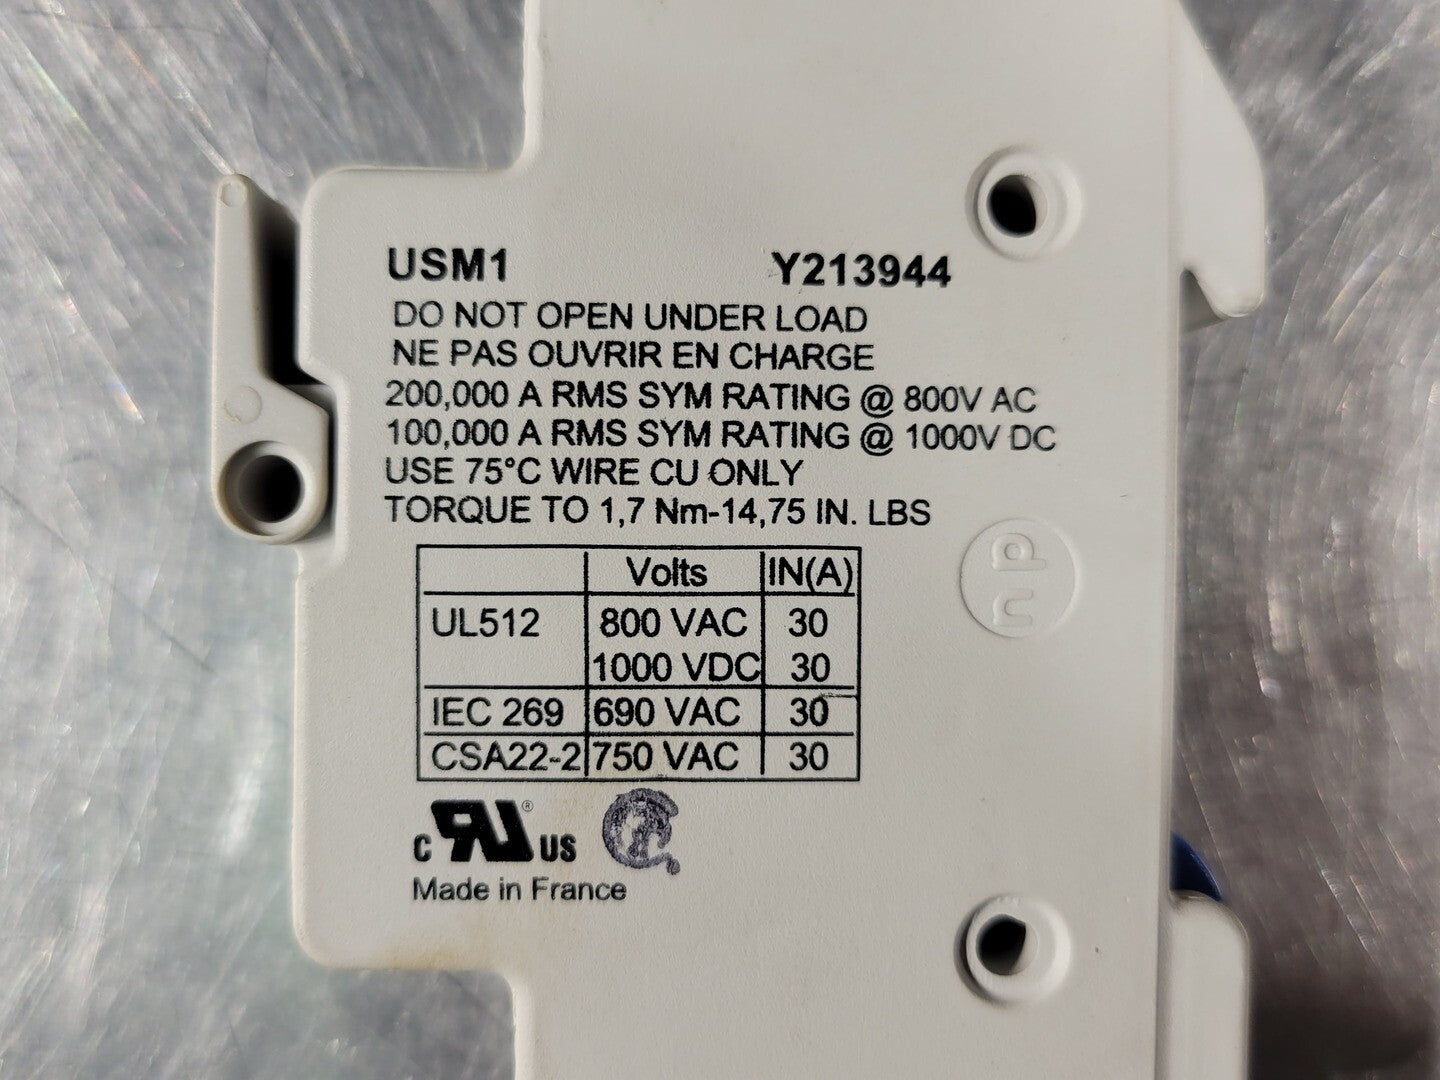 USM1 Y213944
DO NOT OPEN UNDER LOAD
NE PAS OUVRIR EN CHARGE
200,000 A RMS SYM RATING @ 800V AC
100,000 A RMS SYM RATING @ 1000V DC
USE 75°C WIRE CU ONLY
TORQUE TO 1,7 Nm-14,75 IN. LBS
Volts IN(A)
UL512 800 VAC 30
1000 VDC 30
IEC 269 690 VAC 30
CSA22-2 750 VAC 30
C RU ® US
Made in France